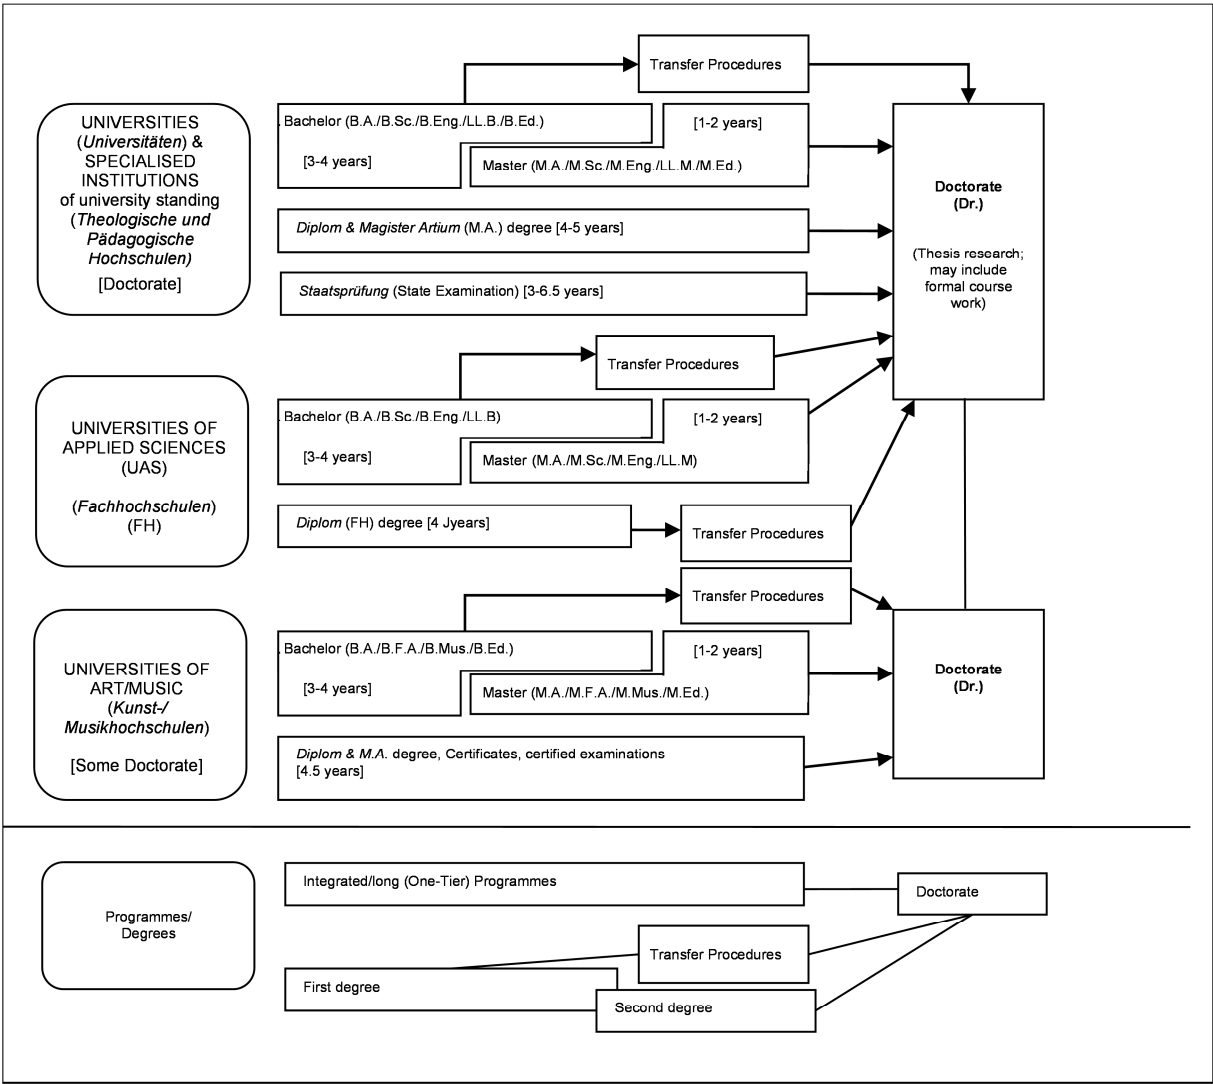 Transfer Procedures
UNIVERSITIES
(Universitäten) &
SPECIALISED
INSTITUTIONS
of university standing
(Theologische und
Pädagogische
Hochschulen)
[Doctorate]
. Bachelor (B.A./B.Sc./B.Eng./LL.B./B.Ed.)
[3-4 years]
[1-2 years]
Master (M.A./M.Sc./M.Eng./LL.M./M.Ed.)
Diplom & Magister Artium (M.A.) degree [4-5 years]
Staatsprüfung (State Examination) [3-6.5 years]
Doctorate
(Dr.)
(Thesis research;
may include
formal course
work)
Transfer Procedures
UNIVERSITIES OF
APPLIED SCIENCES
(UAS)
(Fachhochschulen)
(FH)
. Bachelor (B.A./B.Sc./B.Eng./LL.B)
[3-4 years]
[1-2 years]
Master (M.A./M.Sc./M.Eng./LL.M)
Diplom (FH) degree [4 Jyears]
Transfer Procedures
Transfer Procedures
UNIVERSITIES OF
ART/MUSIC
(Kunst-/
Musikhochschulen)
[Some Doctorate]
. Bachelor (B.A./B.F.A./B.Mus./B.Ed.)
[3-4 years]
[1-2 years]
Master (M.A./M.F.A./M.Mus./M.Ed.)
Diplom & M.A. degree, Certificates, certified examinations
[4.5 years]
Doctorate
(Dr.)
Programmes/
Degrees
Integrated/long (One-Tier) Programmes
Doctorate
Transfer Procedures
First degree
Second degree